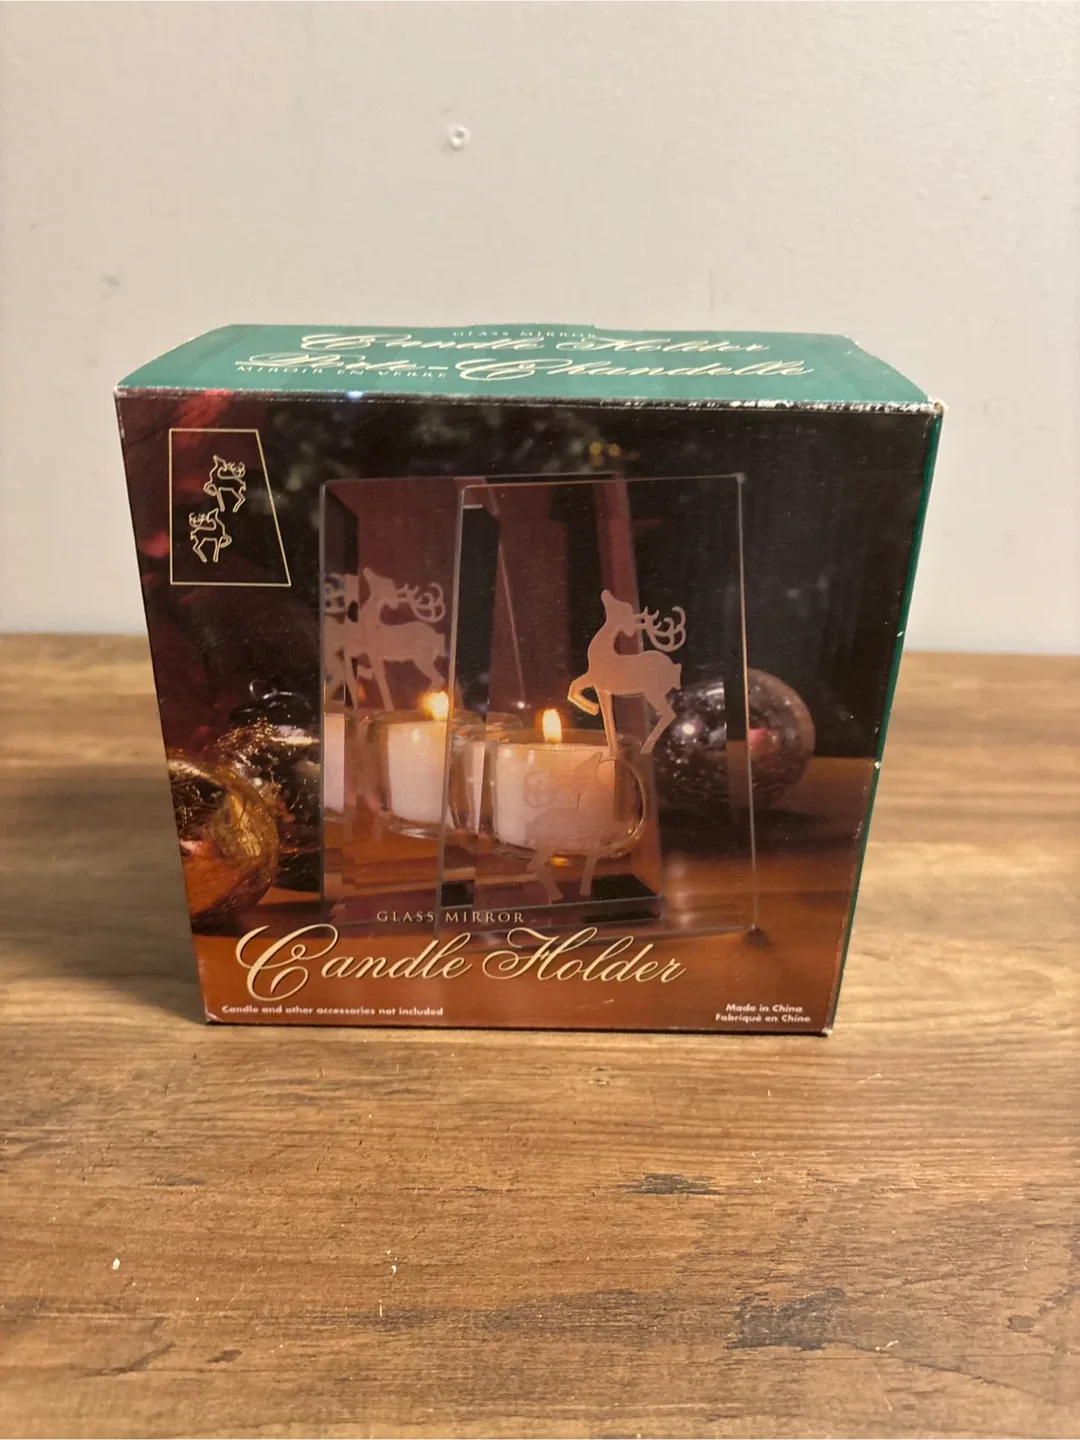 GLASS MIRROR
Candle Holder
Porte-Chandelle
MIROIR EN VERRE
GLASS MIRROR
Candle Holder
Candle and other accessories not included
Made in China
Fabriqué en Chine